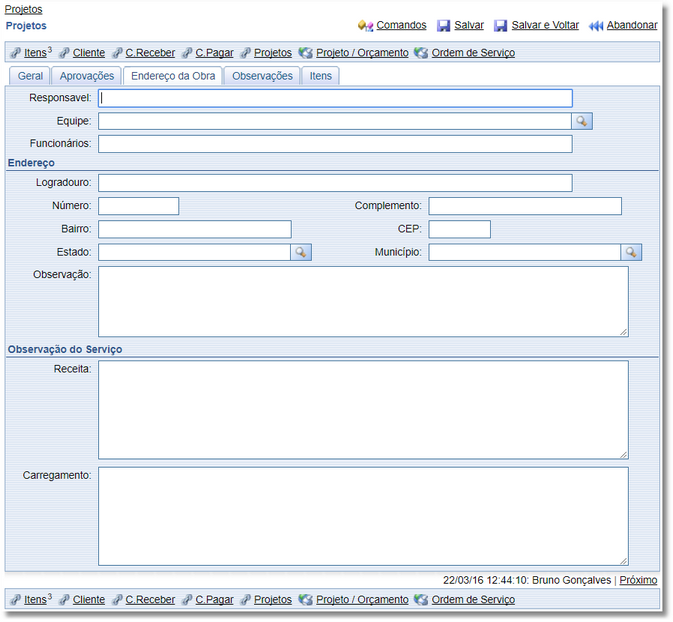 Projetos
Projetos Comandos Salvar Salvar e Voltar Abandonar
Itens³ Cliente C.Receber C.Pagar Projetos Projeto / Orçamento Ordem de Serviço
Geral Aprovações Endereço da Obra Observações Itens
Responsavel:
Equipe:
Funcionários:
Endereço
Logradouro:
Número: Complemento:
Bairro: CEP:
Estado: Município:
Observação:
Observação do Serviço
Receita:
Carregamento:
22/03/16 12:44:10: Bruno Gonçalves | Próximo
Itens³ Cliente C.Receber C.Pagar Projetos Projeto / Orçamento Ordem de Serviço